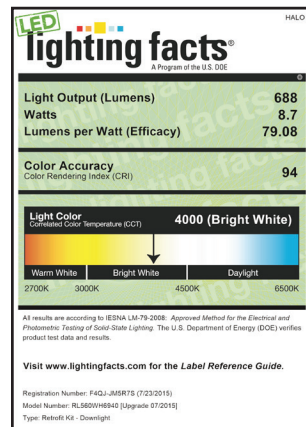 HALO
LED
lighting facts®
A Program of the U.S. DOE
Light Output (Lumens) 688
Watts 8.7
Lumens per Watt (Efficacy) 79.08
Color Accuracy
Color Rendering Index (CRI) 94
Light Color
Correlated Color Temperature (CCT) 4000 (Bright White)
Warm White Bright White Daylight
2700K 3000K 4500K 6500K
All results are according to IESNA LM-79-2008: Approved Method for the Electrical and
Photometric Testing of Solid-State Lighting. The U.S. Department of Energy (DOE) verifies
product test data and results.
Visit www.lightingfacts.com for the Label Reference Guide.
Registration Number: F4QJ-JM5R7S (7/23/2015)
Model Number: RL560WH6940 [Upgrade 07/2015]
Type: Retrofit Kit - Downlight